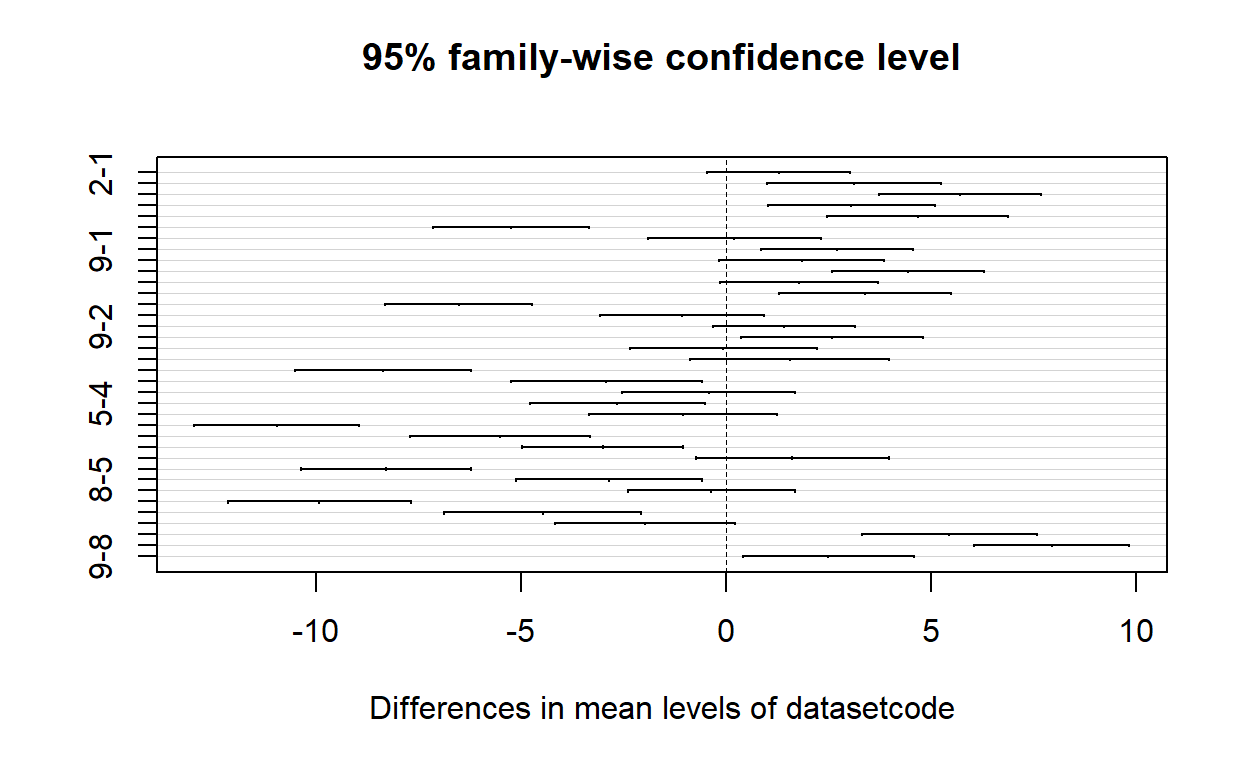 95% family-wise confidence level
2-1
9-1
9-2
5-4
8-5
9-8
-10 -5 0 5 10
Differences in mean levels of datasetcode